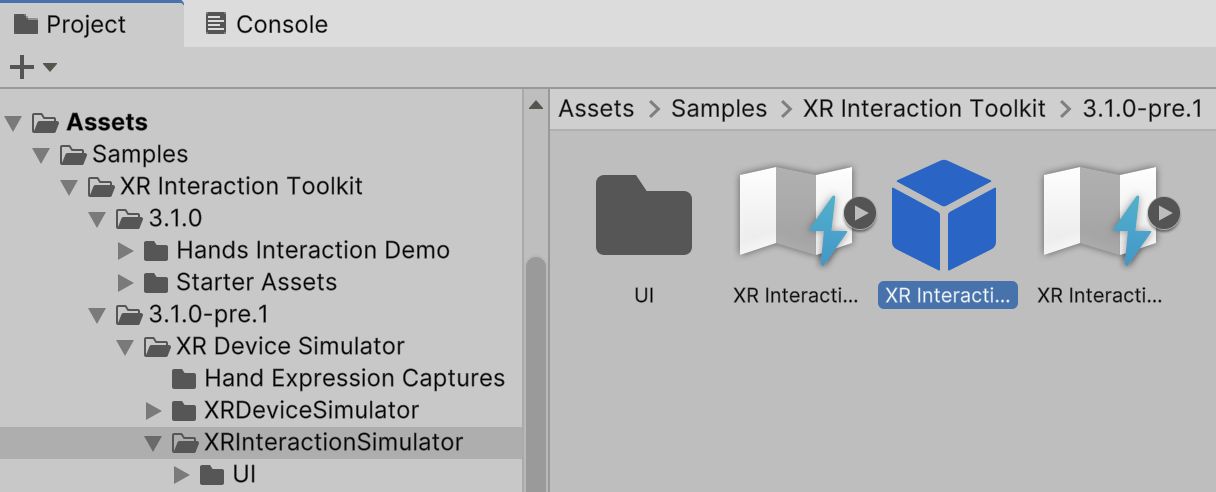 Project Console
Assets
Samples
XR Interaction Toolkit
3.1.0
Hands Interaction Demo
Starter Assets
3.1.0-pre.1
XR Device Simulator
Hand Expression Captures
XRDeviceSimulator
XRInteractionSimulator
UI
Assets > Samples > XR Interaction Toolkit > 3.1.0-pre.1
UI XR Interacti... XR Interacti... XR Interacti...